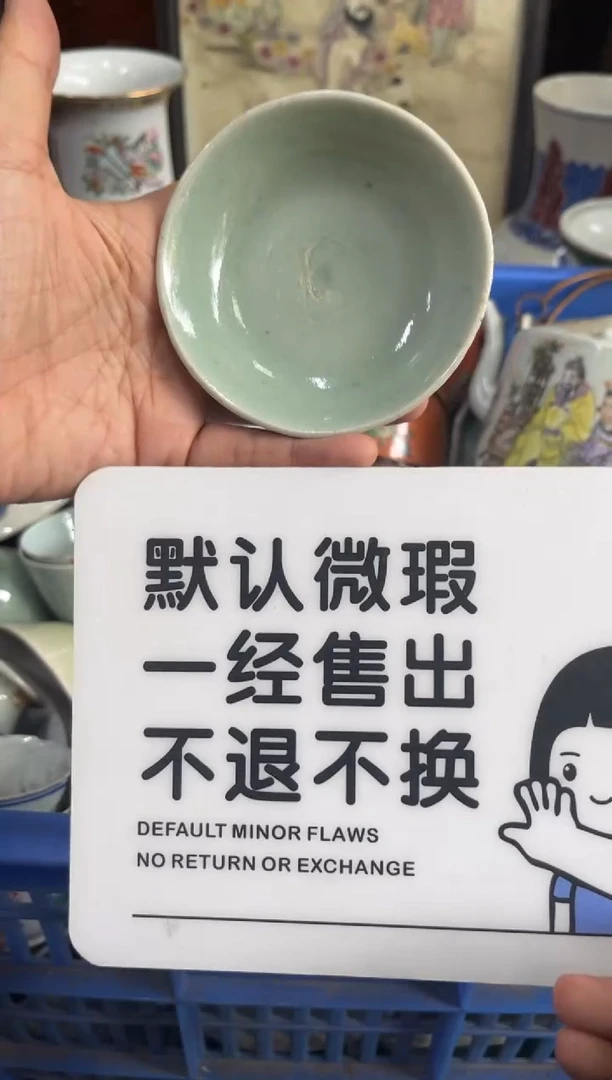 默认微瑕
一经售出
不退不换
DEFAULT MINOR FLAWS
NO RETURN OR EXCHANGE